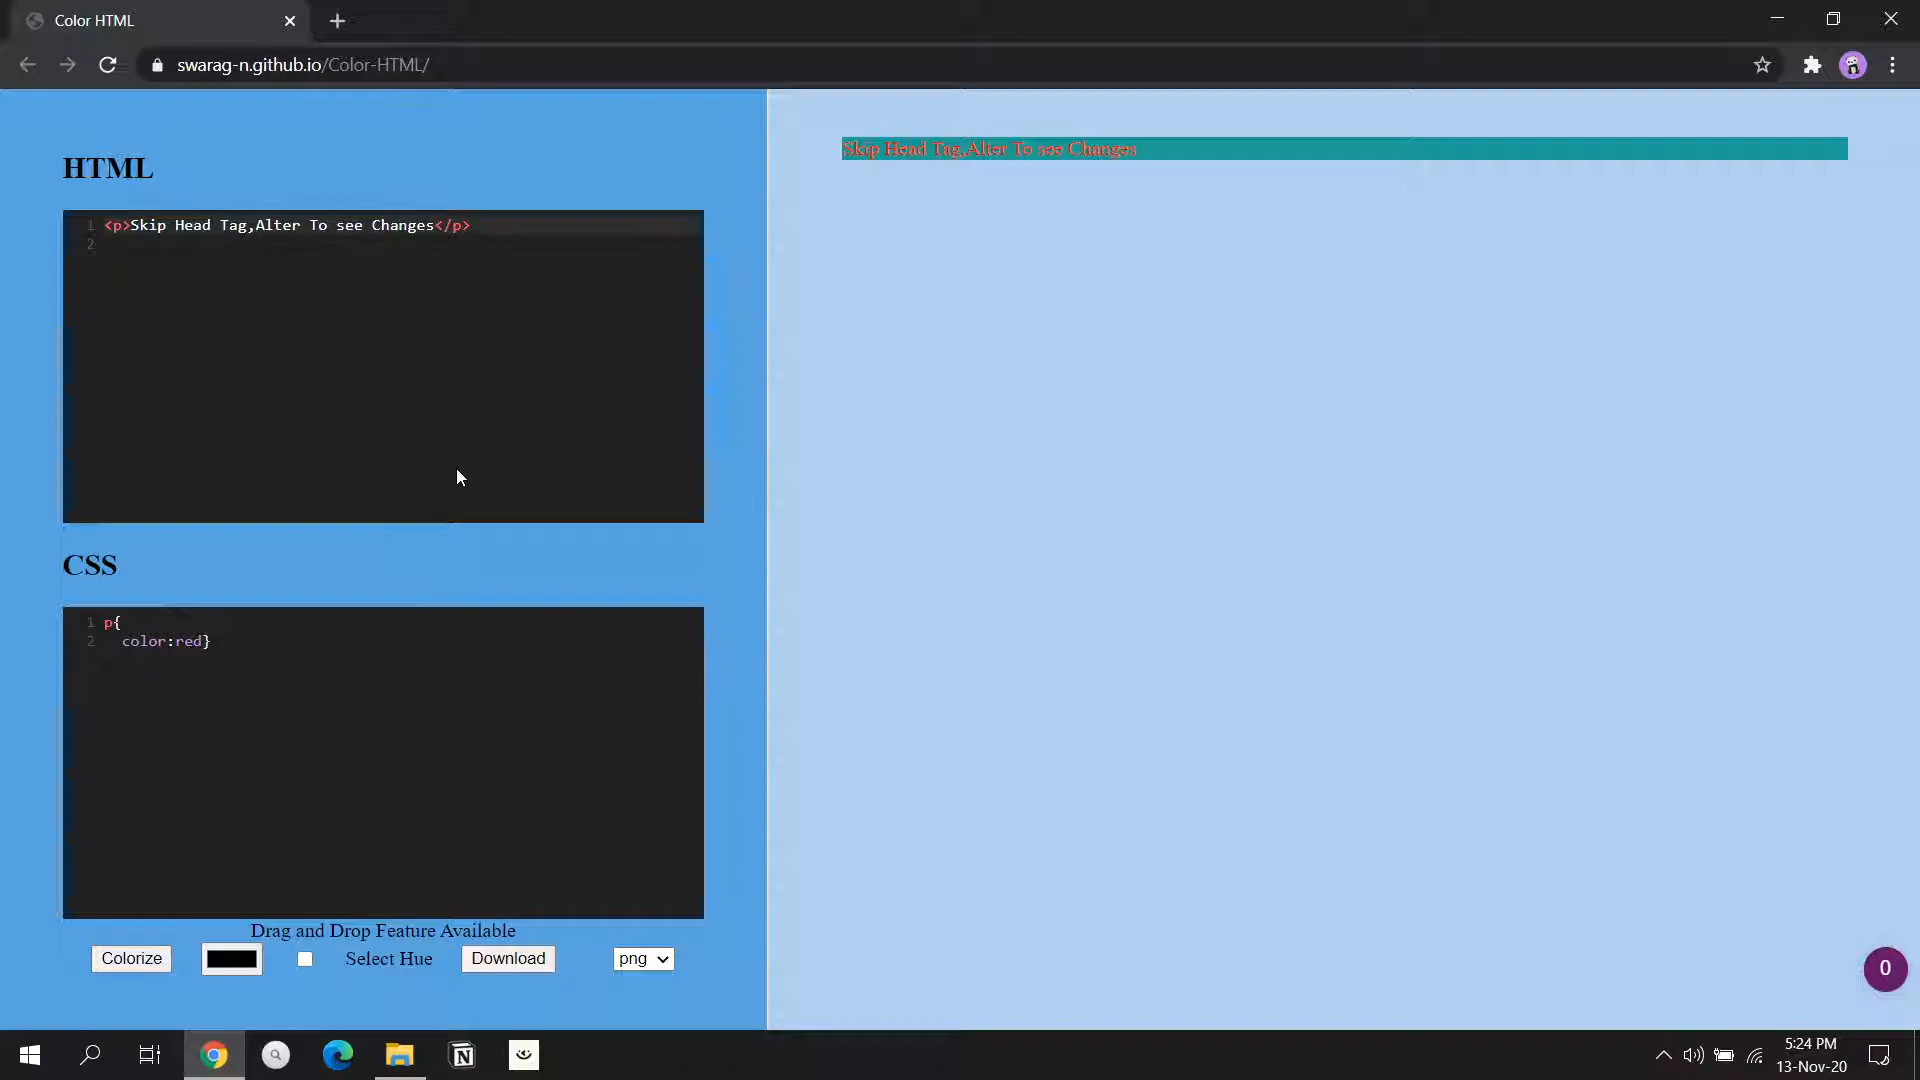 Color HTML
swarag-n.github.io/Color-HTML/
HTML
1 <p>Skip Head Tag,Alter To see Changes</p>
2
CSS
1 p{
2 color:red}
Drag and Drop Feature Available
Colorize Select Hue Download png
Skip Head Tag,Alter To see Changes
0
5:24 PM
13-Nov-20